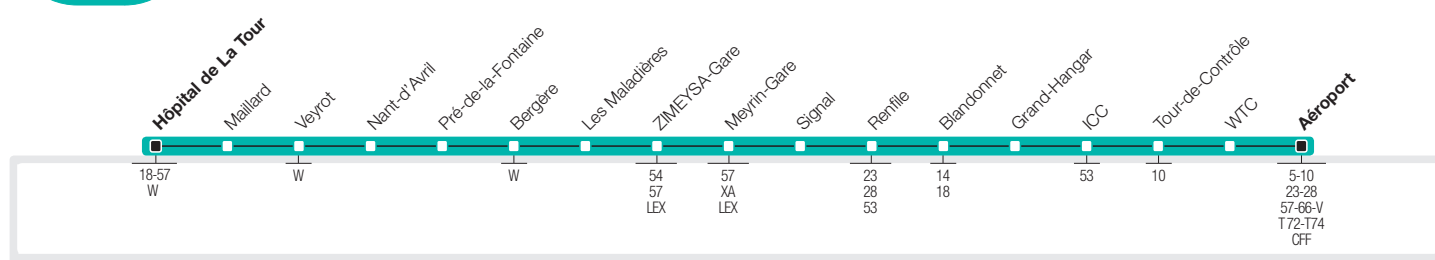 Hôpital de La Tour
Maillard
Veyrot
Nant-d'Avril
Pré-de-la-Fontaine
Bergère
Les Maladières
ZIMEYSA-Gare
Meyrin-Gare
Signal
Renfile
Blandonnet
Grand-Hangar
ICC
Tour-de-Contrôle
WTC
Aéroport
18-57
W
W
W
54
57
LEX
57
XA
LEX
23
28
53
14
18
53
10
5-10
23-28
57-66-V
T72-T74
CFF